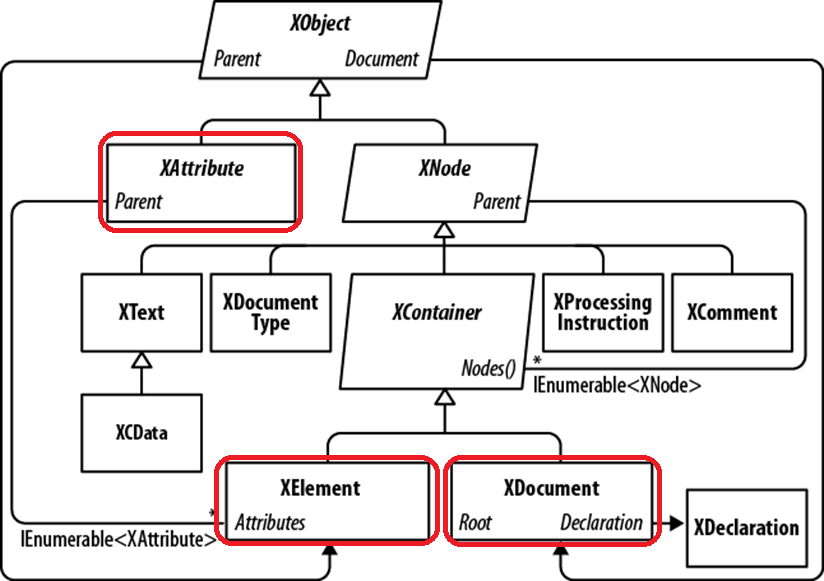 XObject
Parent Document
XAttribute
Parent
XNode
Parent
XText
XDocument
Type
XContainer
Nodes()
XProcessing
Instruction
XComment
*
IEnumerable<XNode>
XCData
XElement
Attributes
*
IEnumerable<XAttribute>
XDocument
Root Declaration
XDeclaration